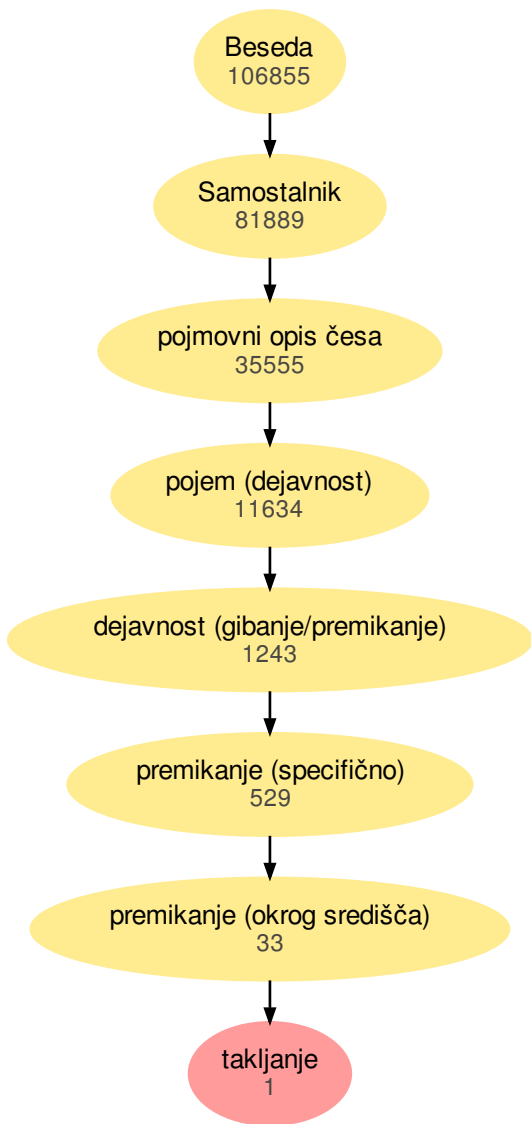 Beseda
106855
Samostalnik
81889
pojmovni opis česa
35555
pojem (dejavnost)
11634
dejavnost (gibanje/premikanje)
1243
premikanje (specifično)
529
premikanje (okrog središča)
33
takljanje
1